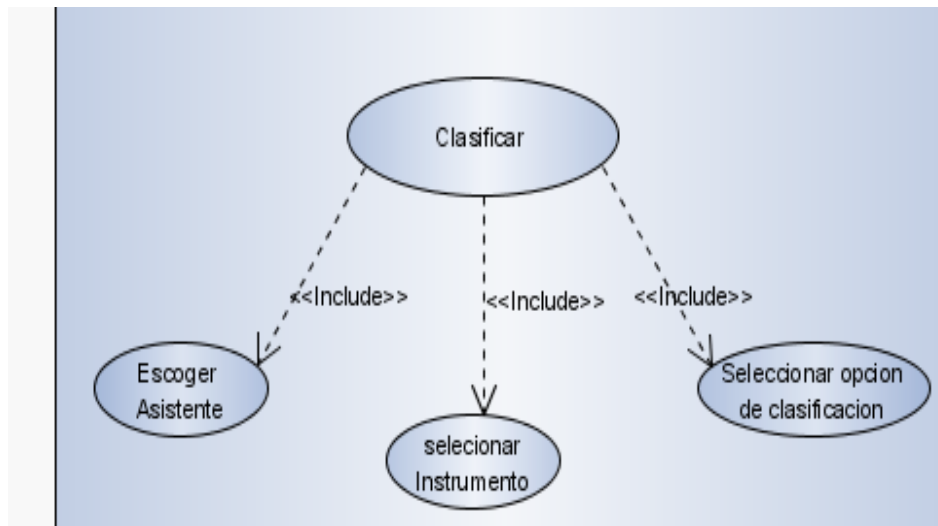 Clasificar
<<Include>>
<<Include>>
<<Include>>
Escoger
Asistente
selecionar
Instrumento
Seleccionar opcion
de clasificacion